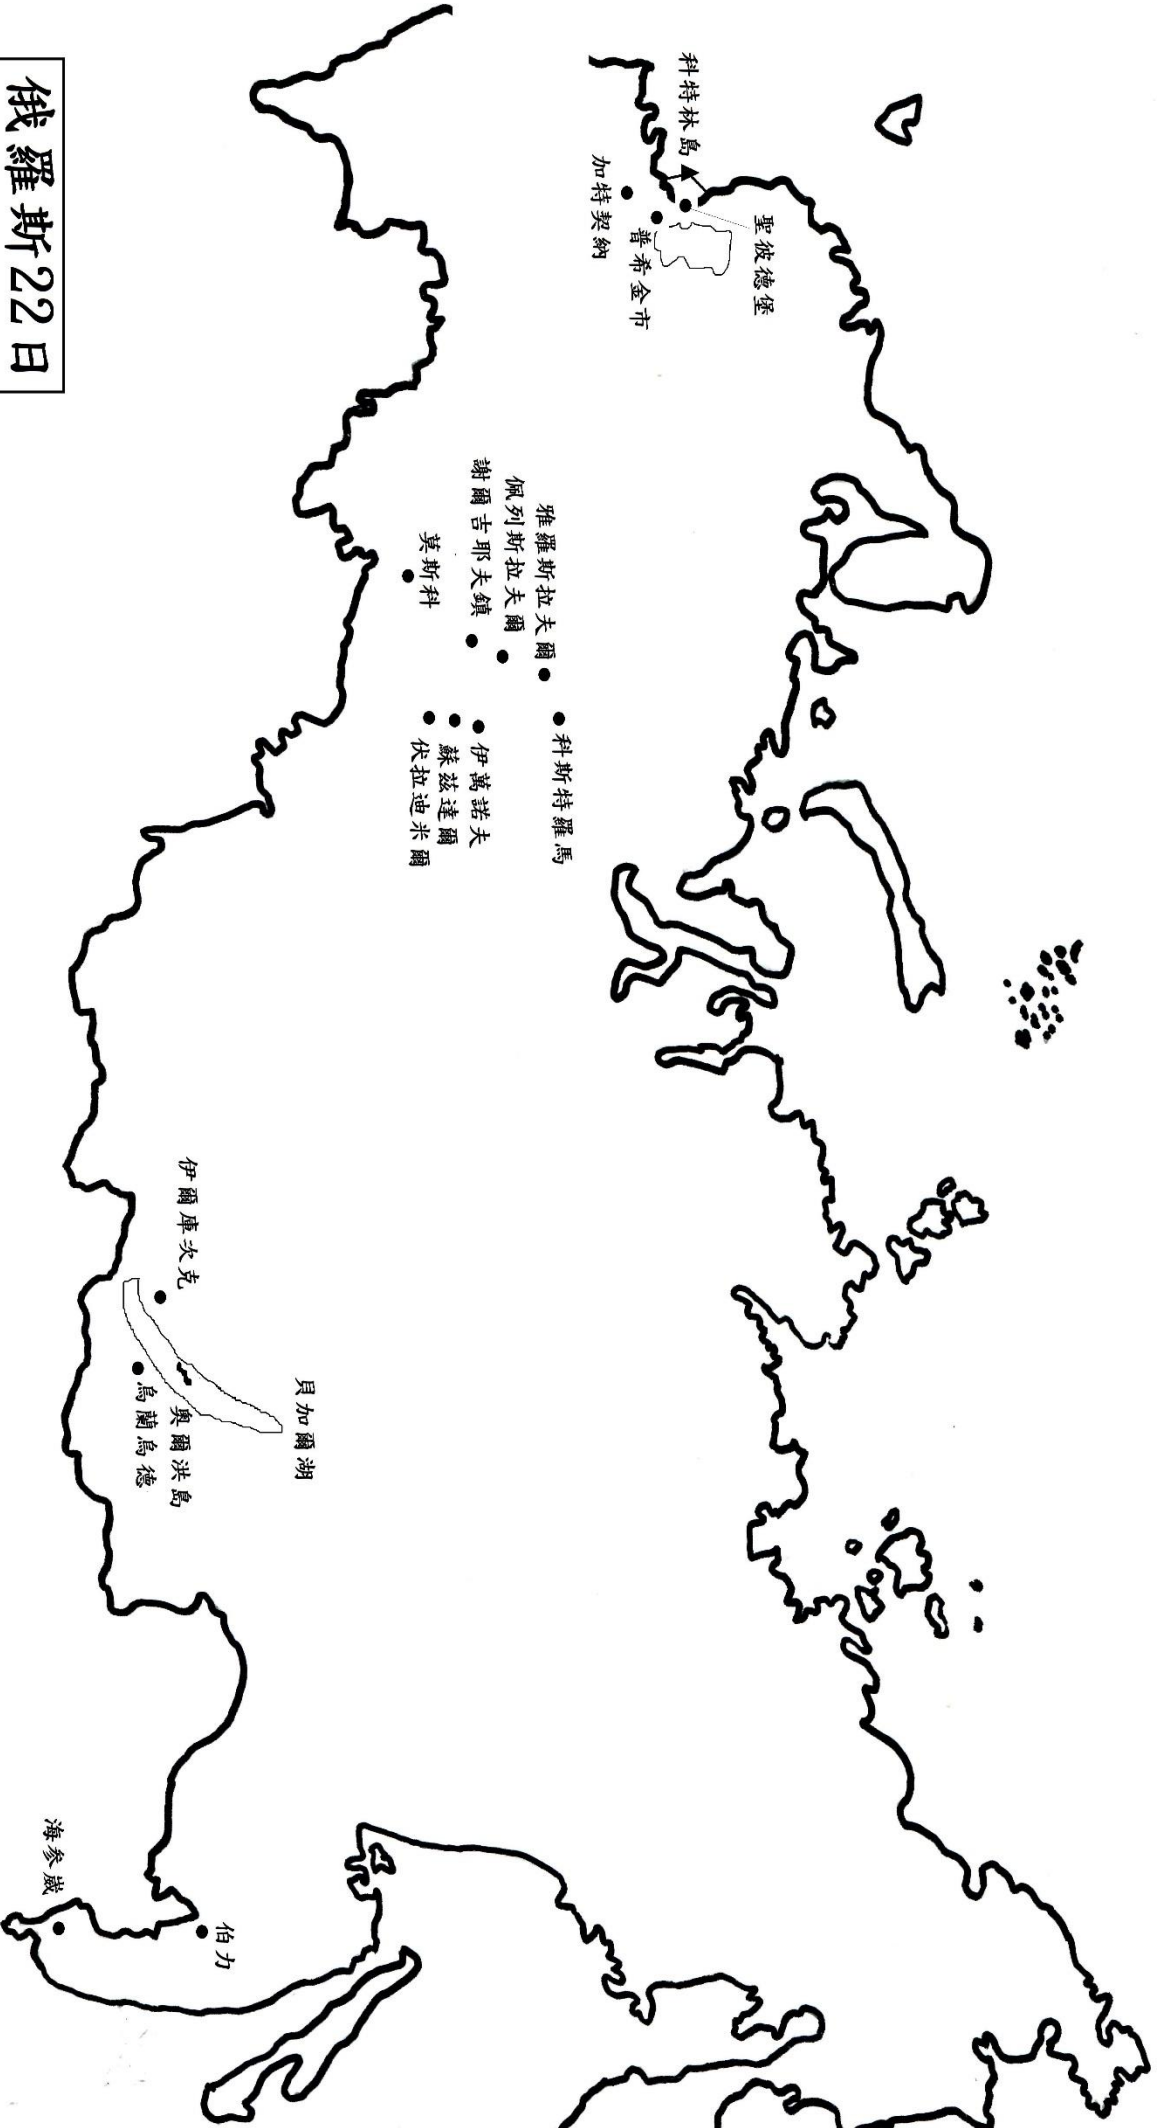 俄羅斯22日
科特林島
聖彼德堡
加特契納
普希金市
雅羅斯拉夫爾
佩列斯拉夫爾
謝爾吉耶夫鎮
莫斯科
科斯特羅馬
伊萬諾夫
蘇茲達爾
伏拉迪米爾
伊爾庫次克
貝加爾湖
奧爾洪島
烏蘭烏德
海參崴
伯力